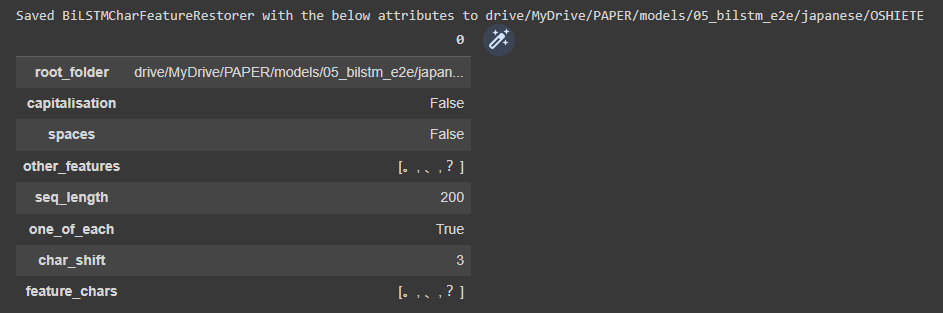 Saved BiLSTMCharFeatureRestorer with the below attributes to drive/MyDrive/PAPER/models/05_bilstm_e2e/japanese/OSHIETE
0
root_folder drive/MyDrive/PAPER/models/05_bilstm_e2e/japan...
capitalisation False
spaces False
other_features [。, 、, ？]
seq_length 200
one_of_each True
char_shift 3
feature_chars [。, 、, ？]